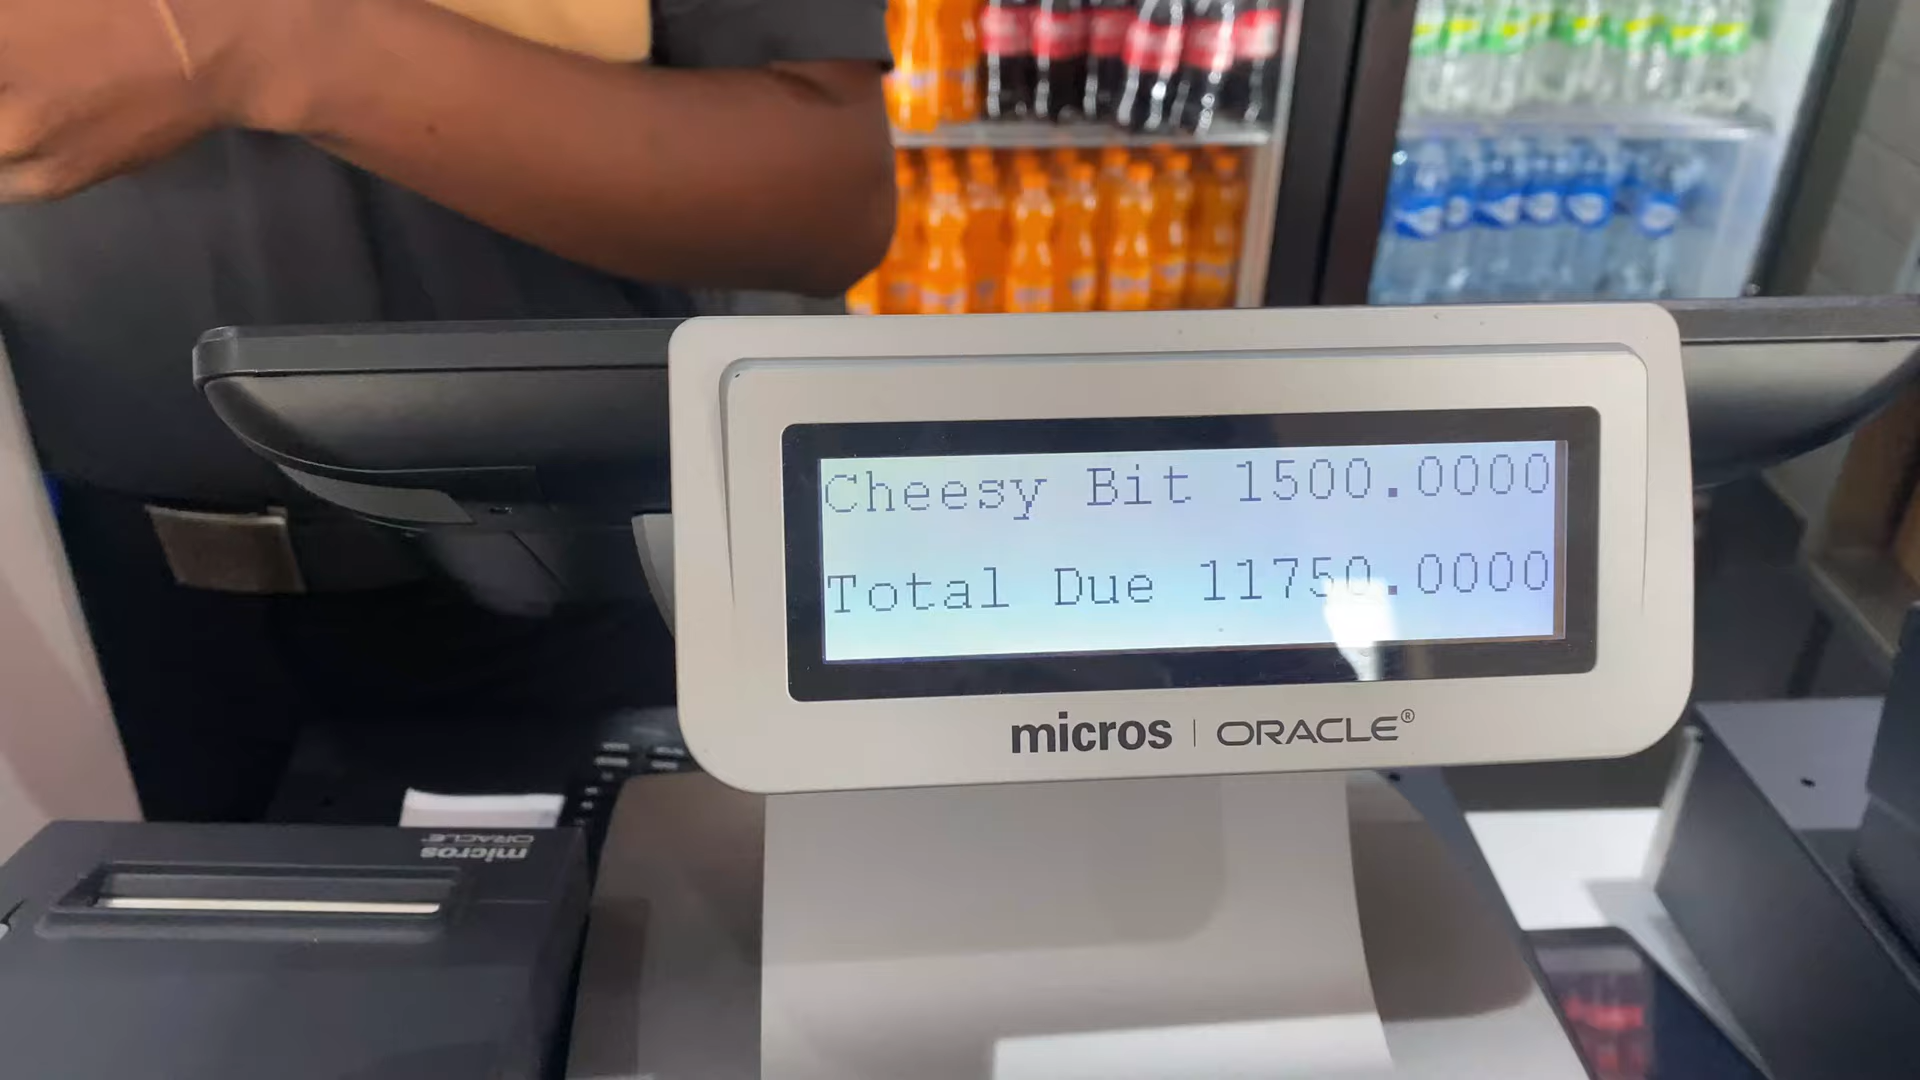 Cheesy Bit 1500.0000
Total Due 11750.0000
micros | ORACLE®
micros
ORACLE